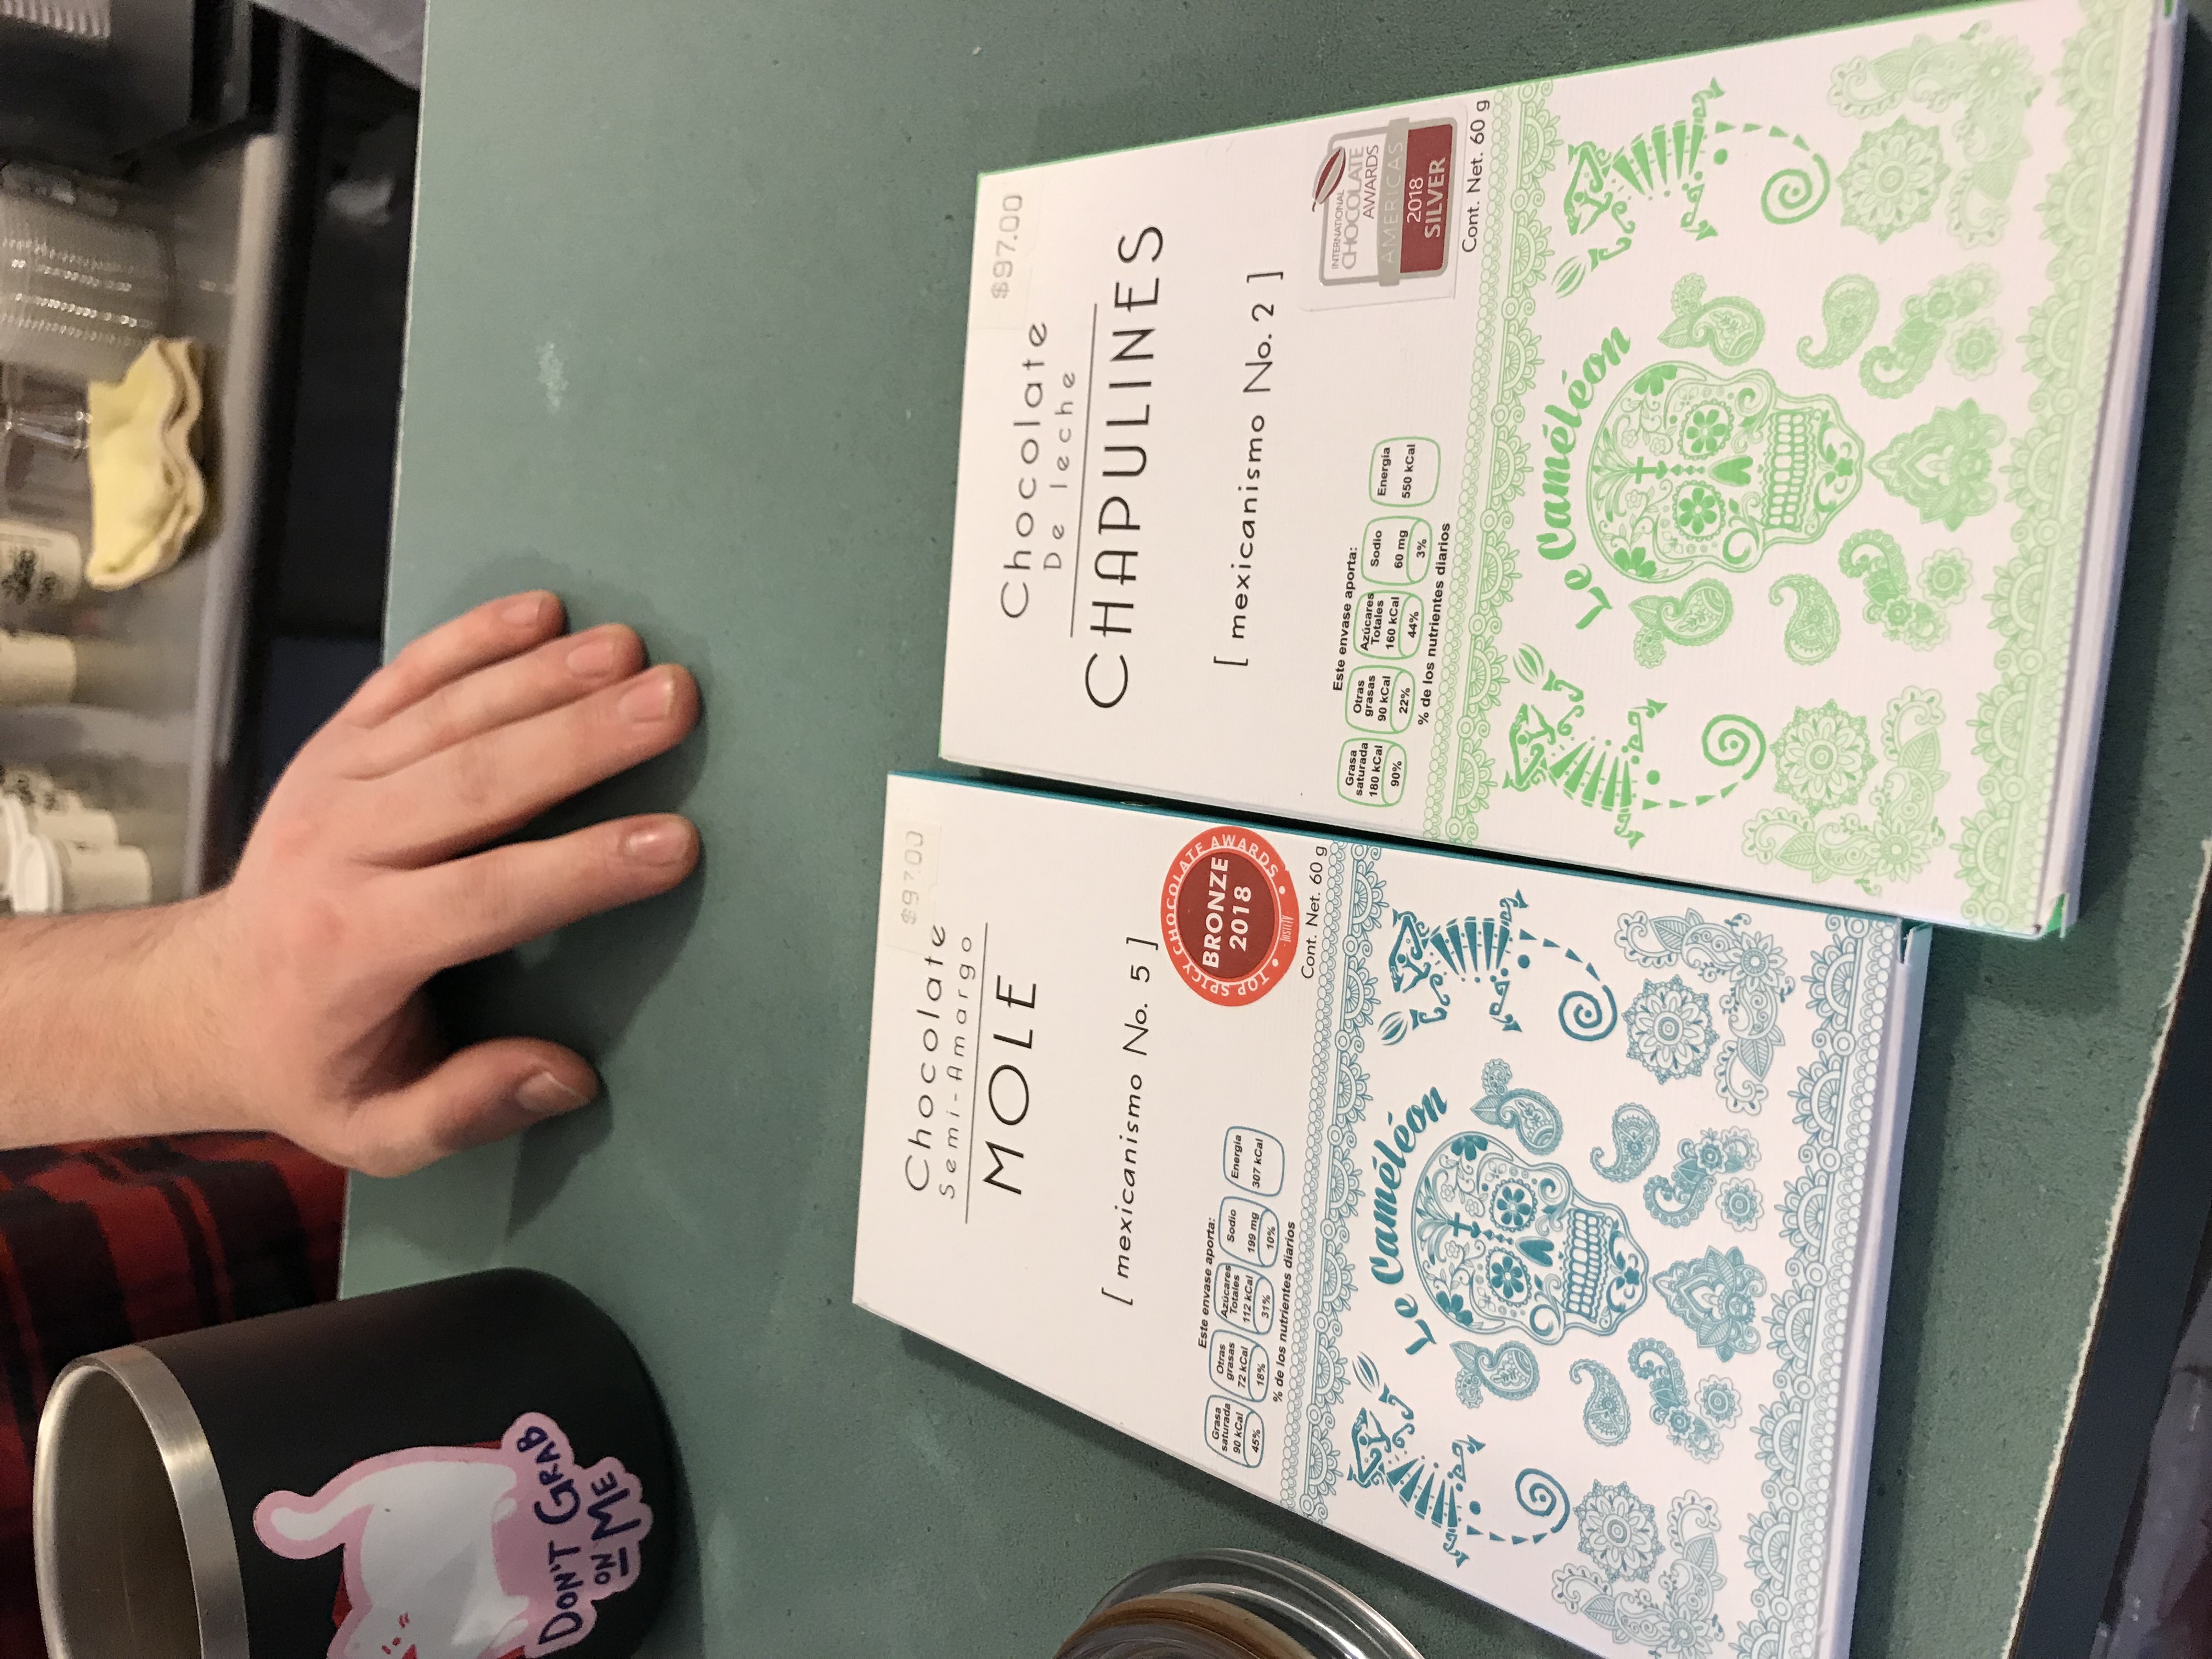 DON'T GRAB
ON ME
$97.00
Chocolate
Semi-Amargo
MOLE
[ mexicanismo No. 5 ]
TOP SPICY CHOCOLATE AWARDS
BRONZE
2018
Este envase aporta:
Grasa saturada 90 kCal 45%
Otras grasas 72 kCal 18%
Azúcares Totales 112 kCal 31%
Sodio 199 mg 10%
Energía 307 kCal
% de los nutrientes diarios
Cont. Net. 60 g
Le Caméléon
$97.00
Chocolate
De leche
CHAPULINES
[ mexicanismo No. 2 ]
INTERNATIONAL
CHOCOLATE
AWARDS
AMERICAS
2018
SILVER
Este envase aporta:
Grasa saturada 180 kCal 90%
Otras grasas 90 kCal 22%
Azúcares Totales 160 kCal 44%
Sodio 60 mg 3%
Energía 550 kCal
% de los nutrientes diarios
Cont. Net. 60 g
Le Caméléon